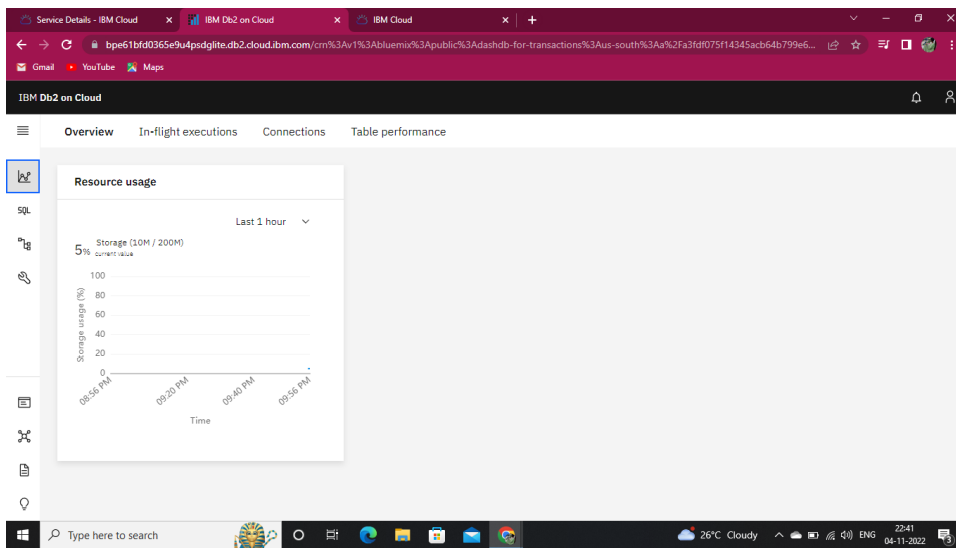 Service Details - IBM Cloud
IBM Db2 on Cloud
IBM Cloud
bpe61bfd0365e9u4psdglite.db2.cloud.ibm.com/crn%3Av1%3Abluemix%3Apublic%3Adashdb-for-transactions%3Aus-south%3Aa%2Fa3fdf075f14345acb64b799e6...
Gmail
YouTube
Maps
IBM Db2 on Cloud
Overview
In-flight executions
Connections
Table performance
Resource usage
SQL
Last 1 hour
5% Storage (10M / 200M)
current value
100
80
60
40
20
0
Storage usage (%)
08:56 PM
09:20 PM
09:40 PM
09:56 PM
Time
Type here to search
26°C Cloudy
ENG
22:41
04-11-2022
3